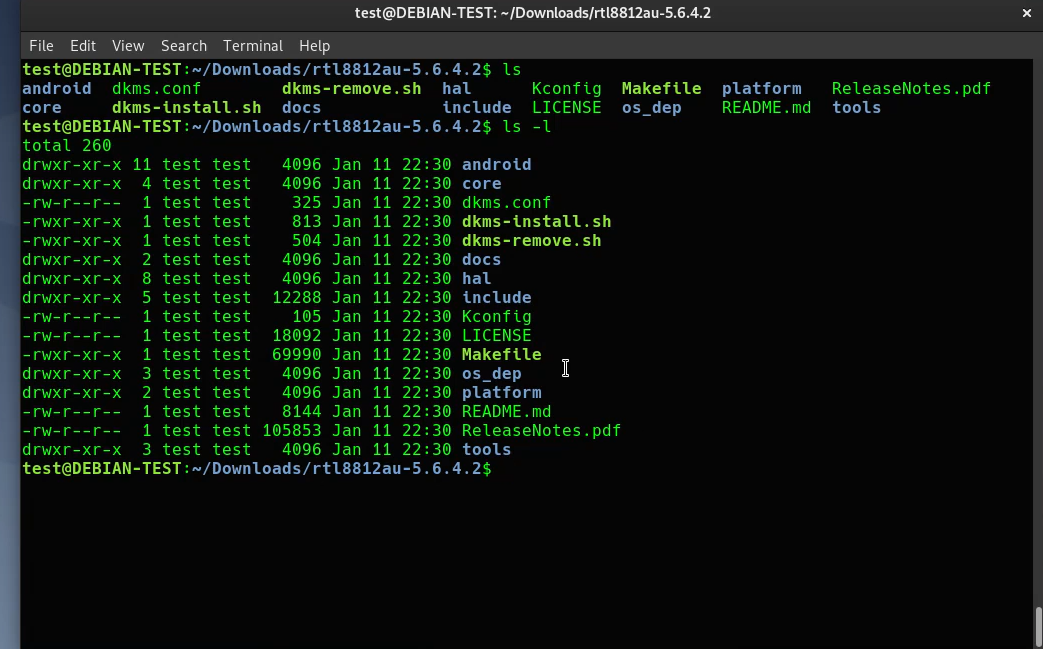 test@DEBIAN-TEST: ~/Downloads/rtl8812au-5.6.4.2 ×
File Edit View Search Terminal Help
test@DEBIAN-TEST:~/Downloads/rtl8812au-5.6.4.2$ ls
android  dkms.conf        dkms-remove.sh  hal      Kconfig  Makefile  platform   ReleaseNotes.pdf
core     dkms-install.sh  docs            include  LICENSE  os_dep    README.md  tools
test@DEBIAN-TEST:~/Downloads/rtl8812au-5.6.4.2$ ls -l
total 260
drwxr-xr-x 11 test test   4096 Jan 11 22:30 android
drwxr-xr-x  4 test test   4096 Jan 11 22:30 core
-rw-r--r--  1 test test    325 Jan 11 22:30 dkms.conf
-rwxr-xr-x  1 test test    813 Jan 11 22:30 dkms-install.sh
-rwxr-xr-x  1 test test    504 Jan 11 22:30 dkms-remove.sh
drwxr-xr-x  2 test test   4096 Jan 11 22:30 docs
drwxr-xr-x  8 test test   4096 Jan 11 22:30 hal
drwxr-xr-x  5 test test  12288 Jan 11 22:30 include
-rw-r--r--  1 test test    105 Jan 11 22:30 Kconfig
-rw-r--r--  1 test test  18092 Jan 11 22:30 LICENSE
-rwxr-xr-x  1 test test  69990 Jan 11 22:30 Makefile
drwxr-xr-x  3 test test   4096 Jan 11 22:30 os_dep
drwxr-xr-x  2 test test   4096 Jan 11 22:30 platform
-rw-r--r--  1 test test   8144 Jan 11 22:30 README.md
-rw-r--r--  1 test test 105853 Jan 11 22:30 ReleaseNotes.pdf
drwxr-xr-x  3 test test   4096 Jan 11 22:30 tools
test@DEBIAN-TEST:~/Downloads/rtl8812au-5.6.4.2$